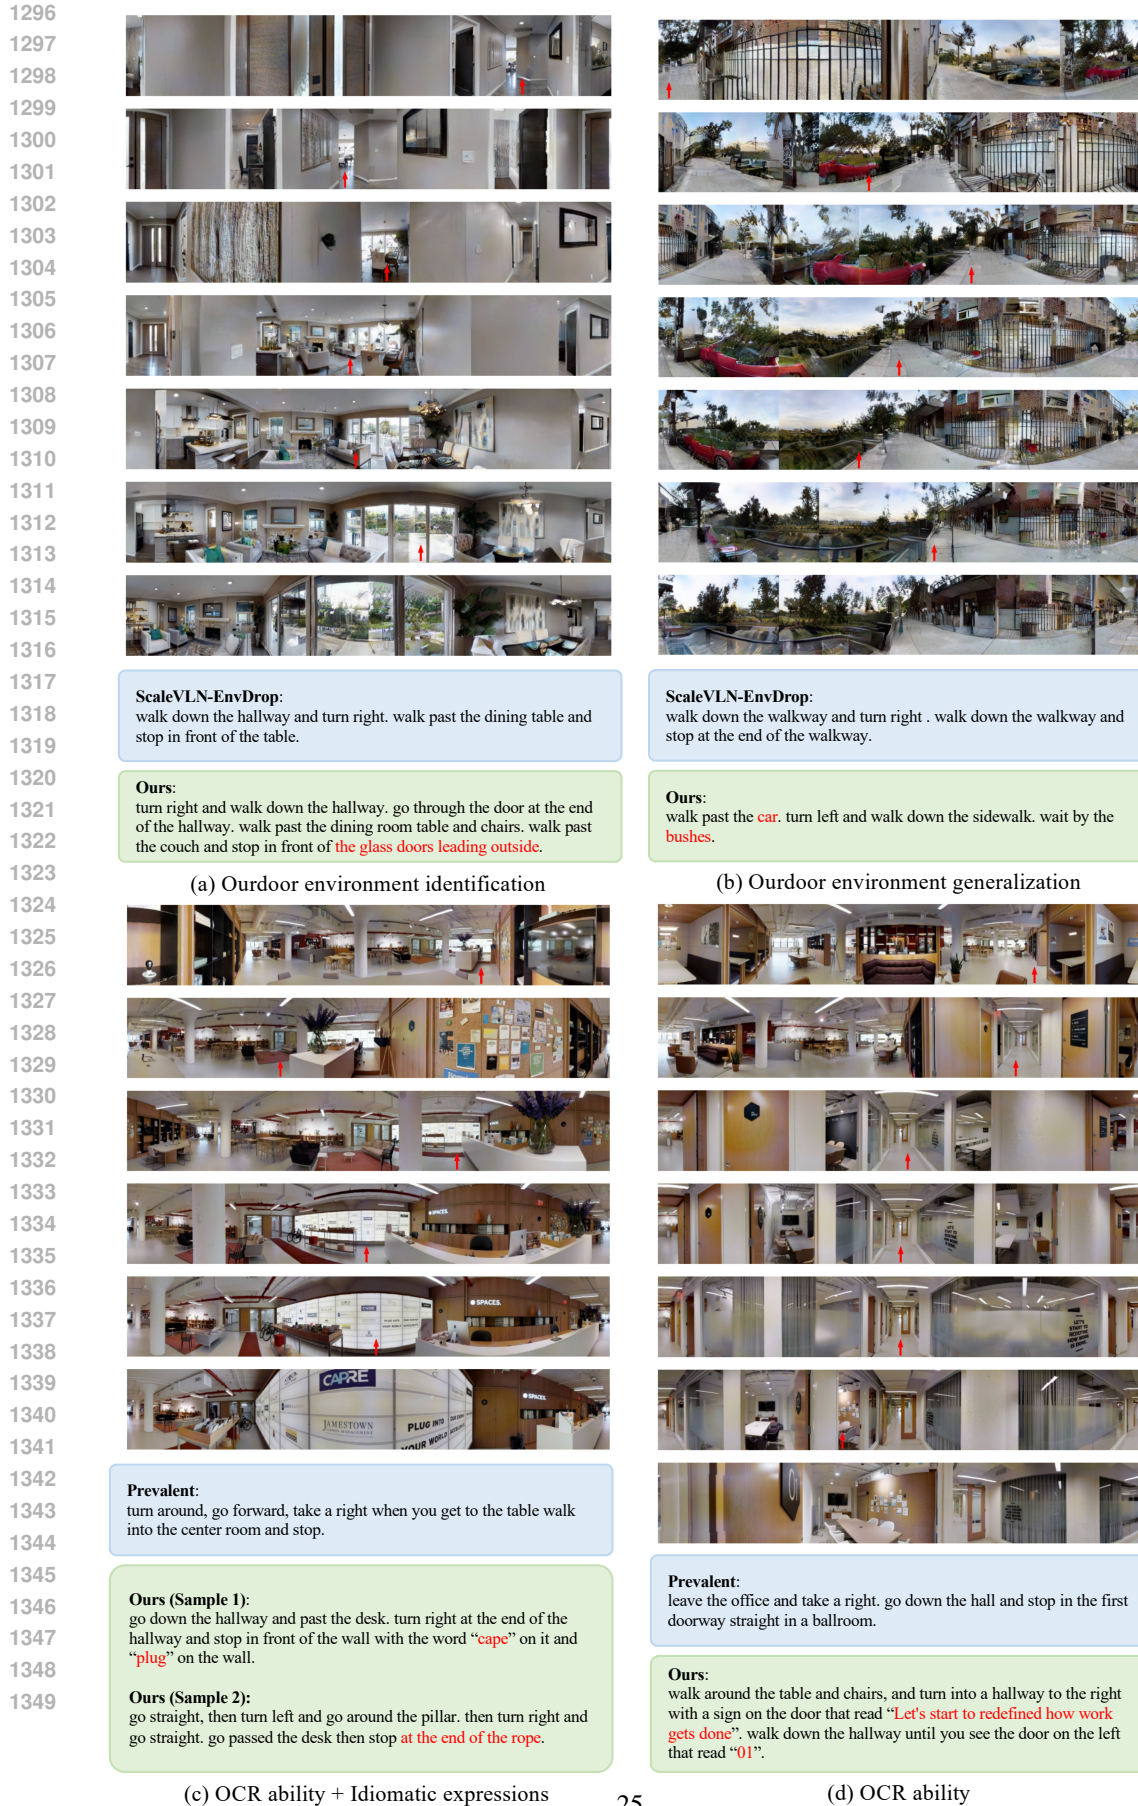 1296
1297
1298
1299
1300
1301
1302
1303
1304
1305
1306
1307
1308
1309
1310
1311
1312
1313
1314
1315
1316
1317
1318
1319
1320
1321
1322
1323
1324
1325
1326
1327
1328
1329
1330
1331
1332
1333
1334
1335
1336
1337
1338
1339
1340
1341
1342
1343
1344
1345
1346
1347
1348
1349
ScaleVLN-EnvDrop:
walk down the hallway and turn right. walk past the dining table and
stop in front of the table.
Ours:
turn right and walk down the hallway. go through the door at the end
of the hallway. walk past the dining room table and chairs. walk past
the couch and stop in front of the glass doors leading outside.
(a) Ourdoor environment identification
ScaleVLN-EnvDrop:
walk down the walkway and turn right . walk down the walkway and
stop at the end of the walkway.
Ours:
walk past the car. turn left and walk down the sidewalk. wait by the
bushes.
(b) Ourdoor environment generalization
SPACES.
SPACES.
CAPRE
JAMESTOWN
PLUG INTO
YOUR WORLD
SPACES.
Prevalent:
turn around, go forward, take a right when you get to the table walk
into the center room and stop.
Ours (Sample 1):
go down the hallway and past the desk. turn right at the end of the
hallway and stop in front of the wall with the word “cape” on it and
“plug” on the wall.
Ours (Sample 2):
go straight, then turn left and go around the pillar. then turn right and
go straight. go passed the desk then stop at the end of the rope.
(c) OCR ability + Idiomatic expressions
LET'S
START TO
REDEFINE
HOW WORK
IS DONE
01
Prevalent:
leave the office and take a right. go down the hall and stop in the first
doorway straight in a ballroom.
Ours:
walk around the table and chairs, and turn into a hallway to the right
with a sign on the door that read “Let's start to redefined how work
gets done”. walk down the hallway until you see the door on the left
that read “01”.
(d) OCR ability
25